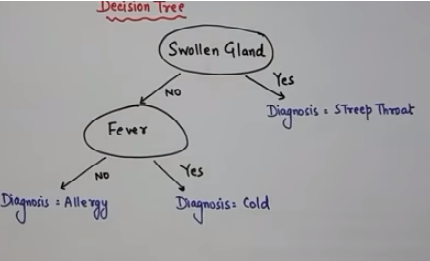 Decision Tree
Swollen Gland
NO
Yes
Diagnosis = STreep Throat
Fever
NO
Yes
Diagnosis = Allergy
Diagnosis = Cold